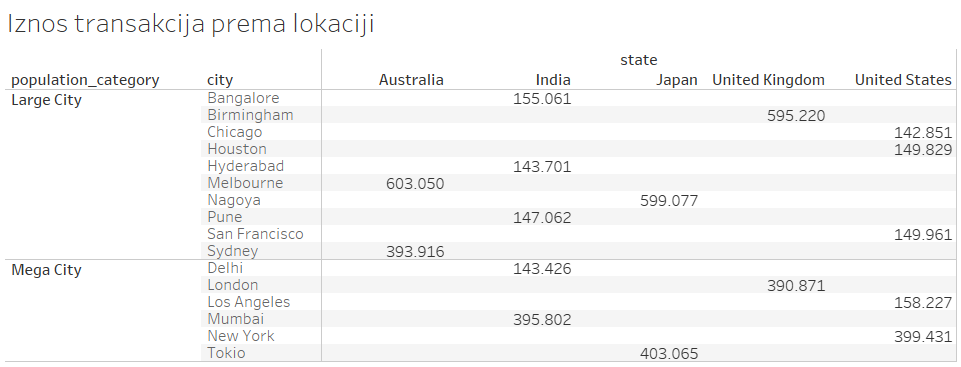 Iznos transakcija prema lokaciji
state
population_category city Australia India Japan United Kingdom United States
Large City Bangalore 155.061
Birmingham 595.220
Chicago 142.851
Houston 149.829
Hyderabad 143.701
Melbourne 603.050
Nagoya 599.077
Pune 147.062
San Francisco 149.961
Sydney 393.916
Mega City Delhi 143.426
London 390.871
Los Angeles 158.227
Mumbai 395.802
New York 399.431
Tokio 403.065